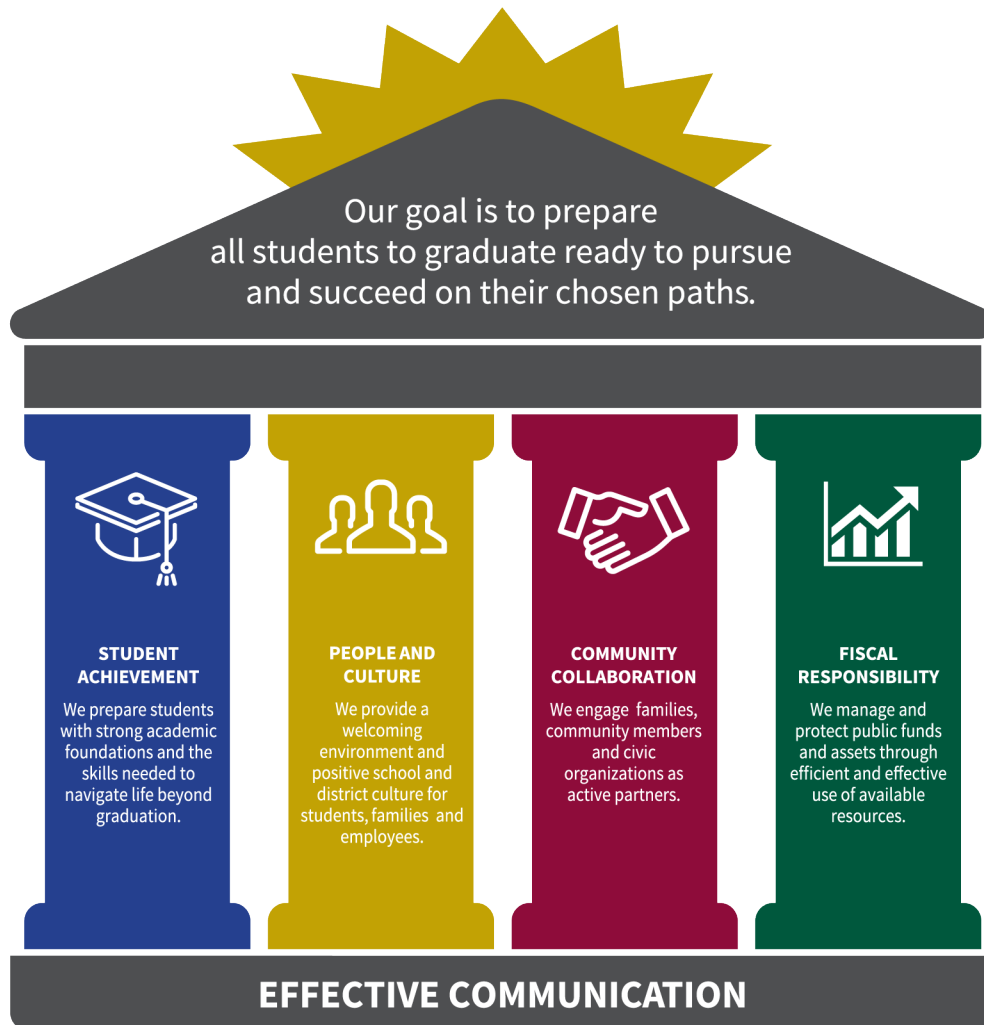 Our goal is to prepare
all students to graduate ready to pursue
and succeed on their chosen paths.
STUDENT
ACHIEVEMENT
We prepare students
with strong academic
foundations and the
skills needed to
navigate life beyond
graduation.
PEOPLE AND
CULTURE
We provide a
welcoming
environment and
positive school and
district culture for
students, families and
employees.
COMMUNITY
COLLABORATION
We engage families,
community members
and civic
organizations as
active partners.
FISCAL
RESPONSIBILITY
We manage and
protect public funds
and assets through
efficient and effective
use of available
resources.
EFFECTIVE COMMUNICATION